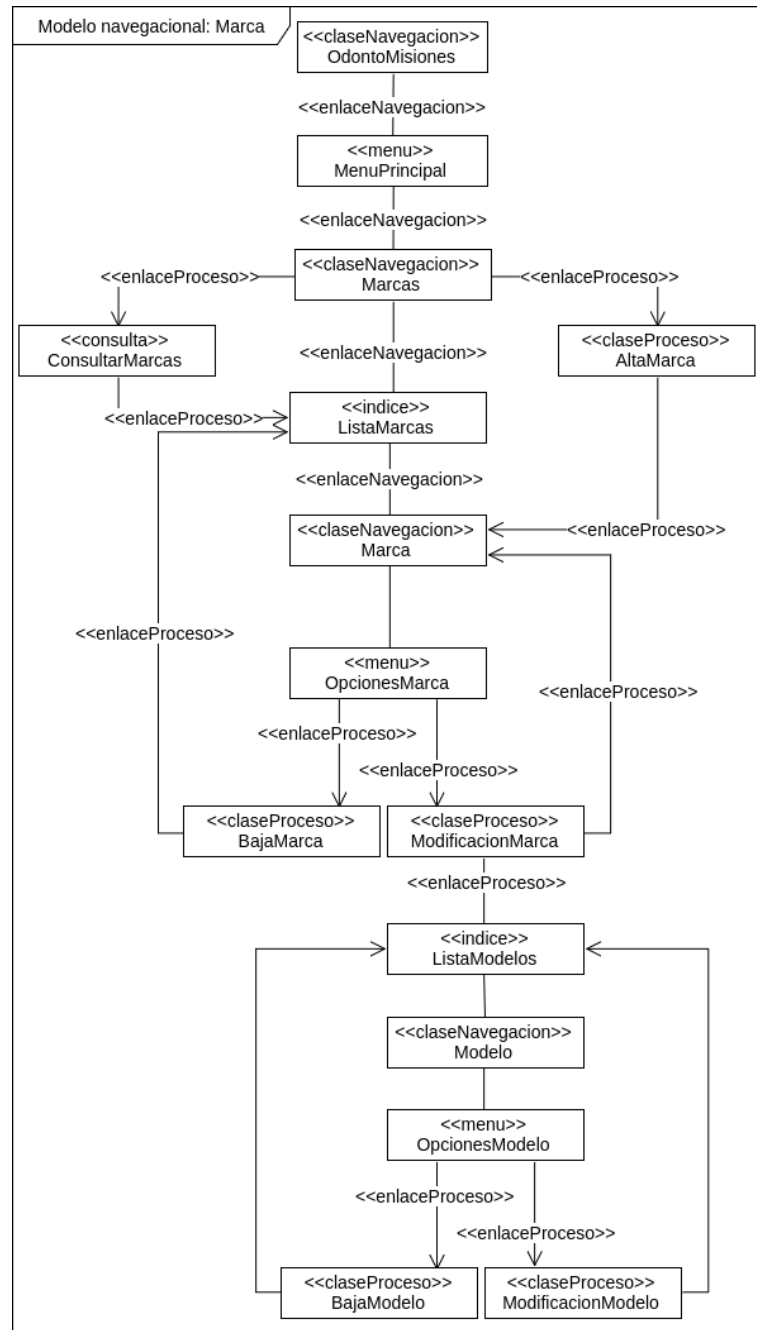 Modelo navegacional: Marca
<<claseNavegacion>>
OdontoMisiones
<<enlaceNavegacion>>
<<menu>>
MenuPrincipal
<<enlaceNavegacion>>
<<claseNavegacion>>
Marcas
<<enlaceProceso>>
<<enlaceProceso>>
<<consulta>>
ConsultarMarcas
<<claseProceso>>
AltaMarca
<<enlaceNavegacion>>
<<enlaceProceso>>
<<indice>>
ListaMarcas
<<enlaceNavegacion>>
<<claseNavegacion>>
Marca
<<enlaceProceso>>
<<enlaceProceso>>
<<menu>>
OpcionesMarca
<<enlaceProceso>>
<<enlaceProceso>>
<<enlaceProceso>>
<<claseProceso>>
BajaMarca
<<claseProceso>>
ModificacionMarca
<<enlaceProceso>>
<<indice>>
ListaModelos
<<claseNavegacion>>
Modelo
<<menu>>
OpcionesModelo
<<enlaceProceso>>
<<enlaceProceso>>
<<claseProceso>>
BajaModelo
<<claseProceso>>
ModificacionModelo